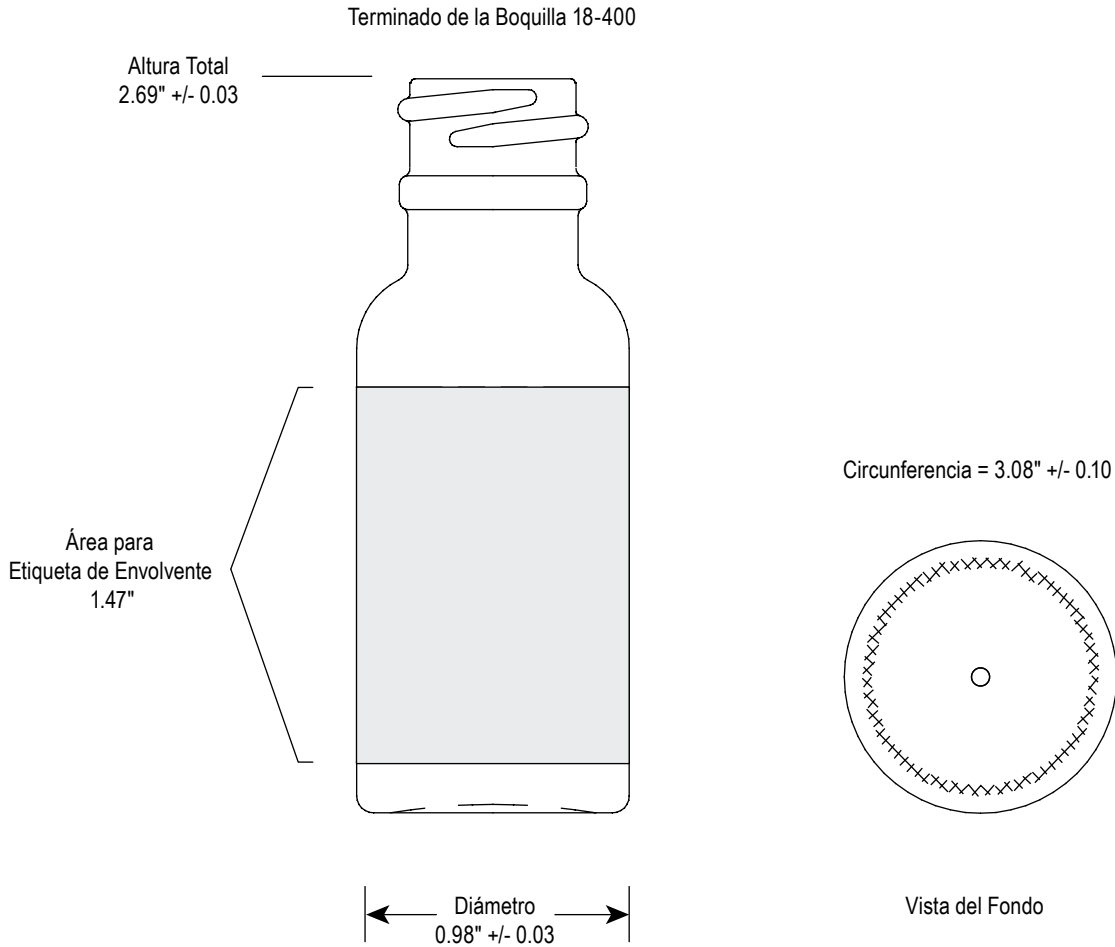 Terminado de la Boquilla 18-400
Altura Total
2.69" +/- 0.03
Circunferencia = 3.08" +/- 0.10
Área para
Etiqueta de Envolvente
1.47"
Diámetro
0.98" +/- 0.03
Vista del Fondo